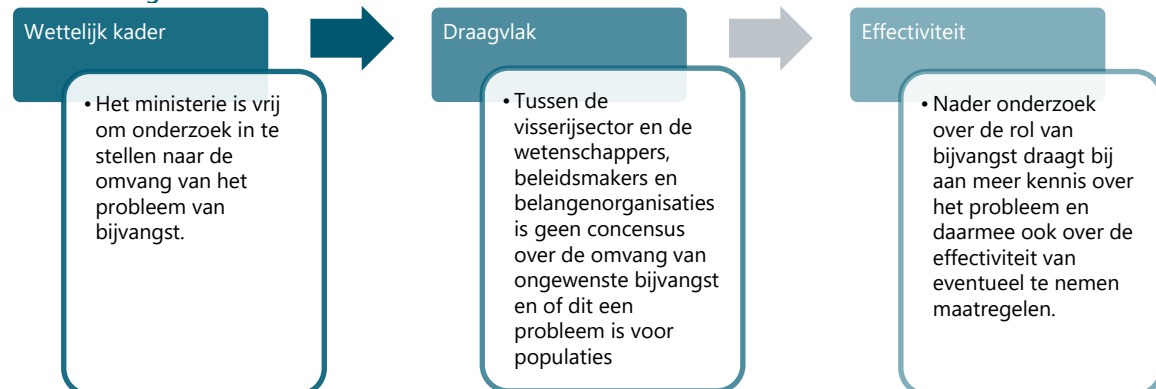 Wettelijk kader
• Het ministerie is vrij
om onderzoek in te
stellen naar de
omvang van het
probleem van
bijvangst.
Draagvlak
• Tussen de
visserijsector en de
wetenschappers,
beleidsmakers en
belangenorganisaties
is geen concensus
over de omvang van
ongewenste bijvangst
en of dit een
probleem is voor
populaties
Effectiviteit
• Nader onderzoek
over de rol van
bijvangst draagt bij
aan meer kennis over
het probleem en
daarmee ook over de
effectiviteit van
eventueel te nemen
maatregelen.